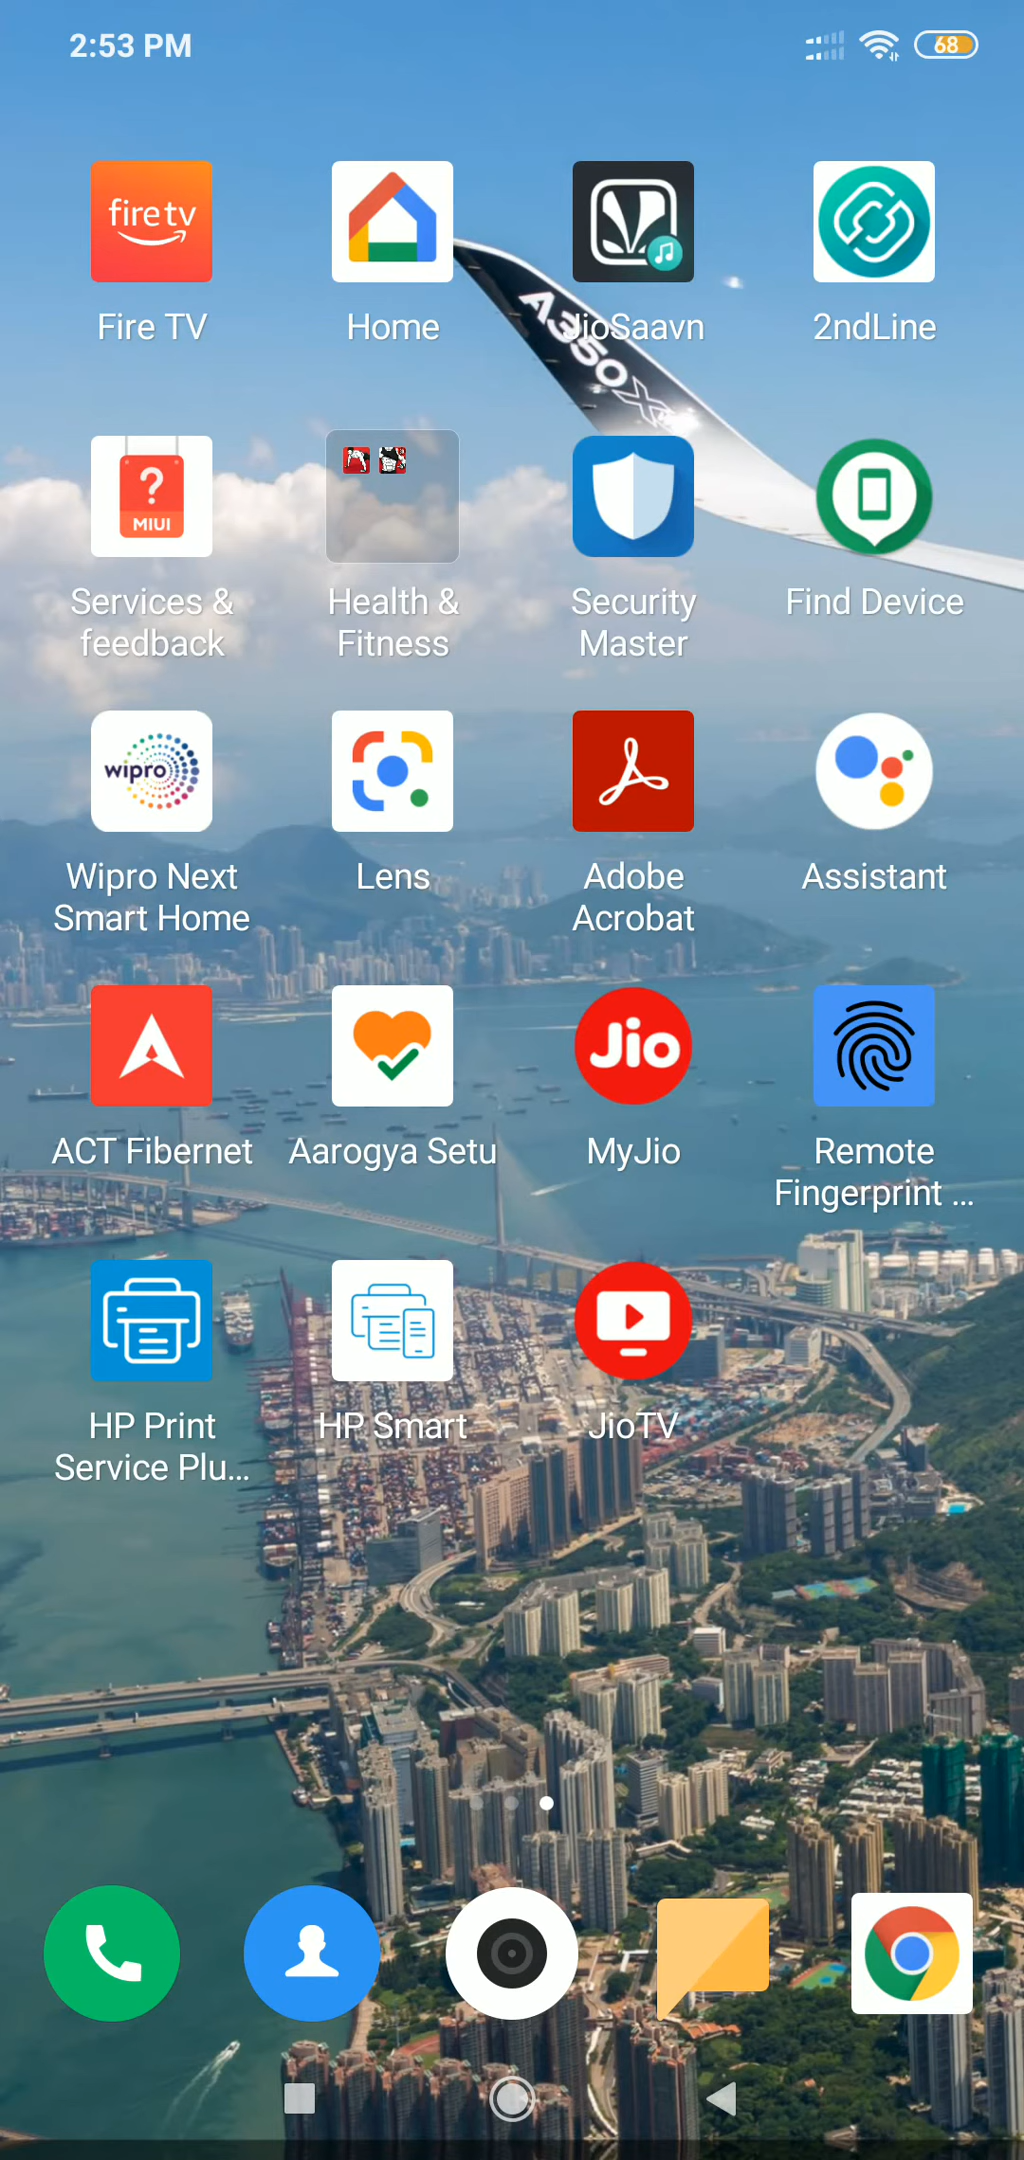 2:53 PM
68
fire tv
Fire TV
Home
JioSaavn
2ndLine
A350X
?
MIUI
Services &
feedback
Health &
Fitness
Security
Master
Find Device
wipro
Wipro Next
Smart Home
Lens
Adobe
Acrobat
Assistant
ACT Fibernet
Aarogya Setu
Jio
MyJio
Remote
Fingerprint ...
HP Print
Service Plu...
HP Smart
JioTV